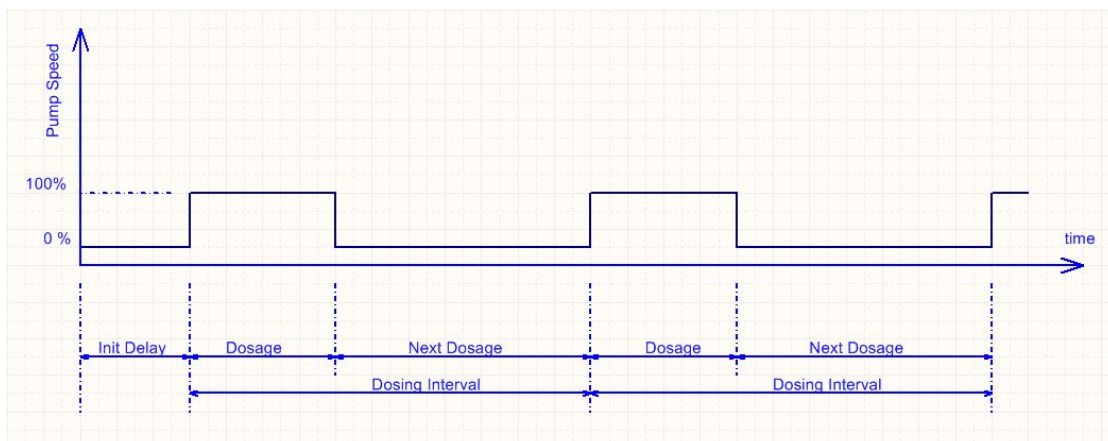 Pump Speed
100%
0 %
time
Init Delay
Dosage
Next Dosage
Dosage
Next Dosage
Dosing Interval
Dosing Interval